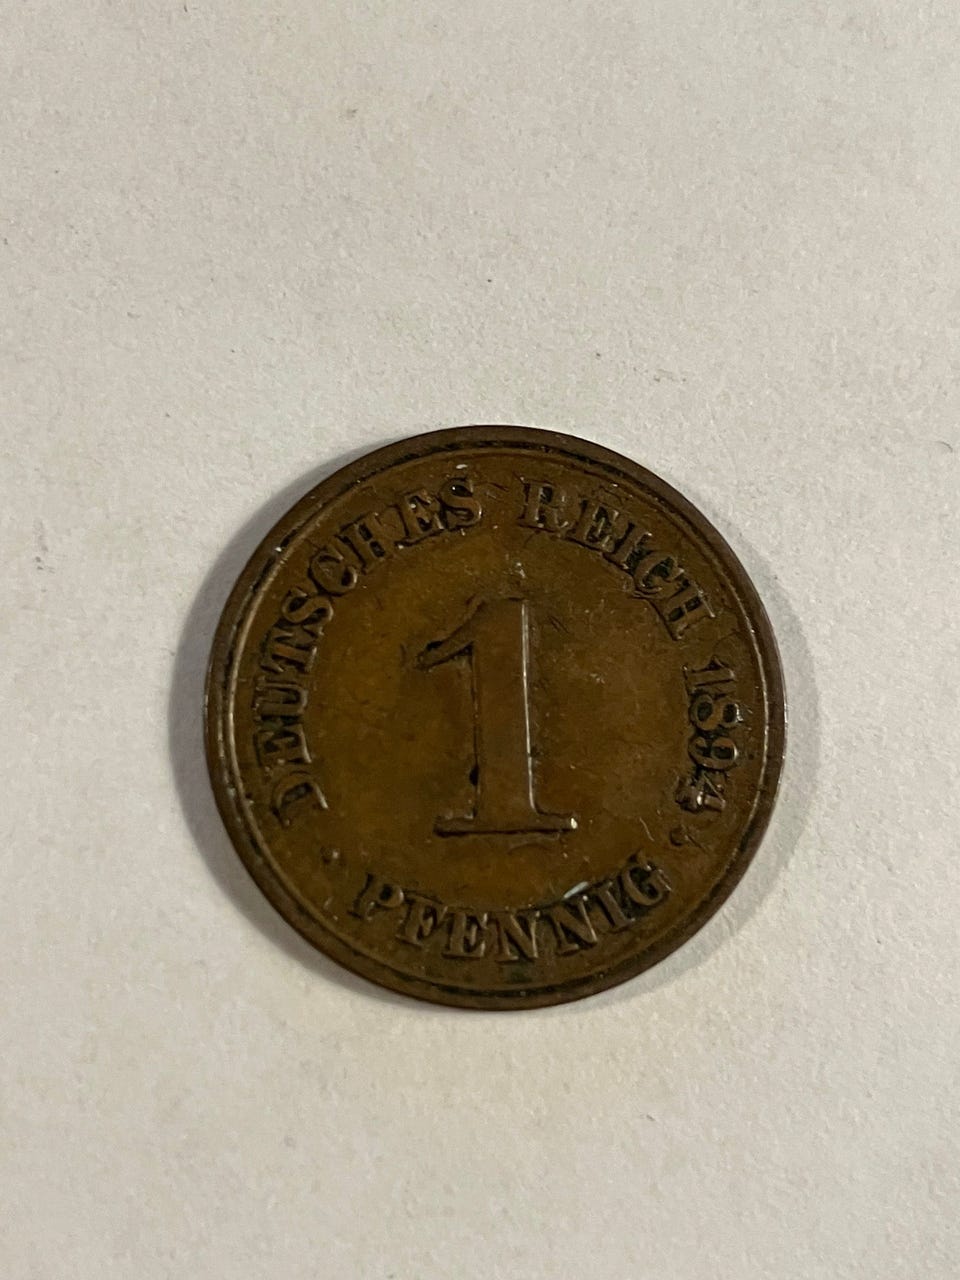 DEUTSCHES REICH 1894
1
PFENNIG